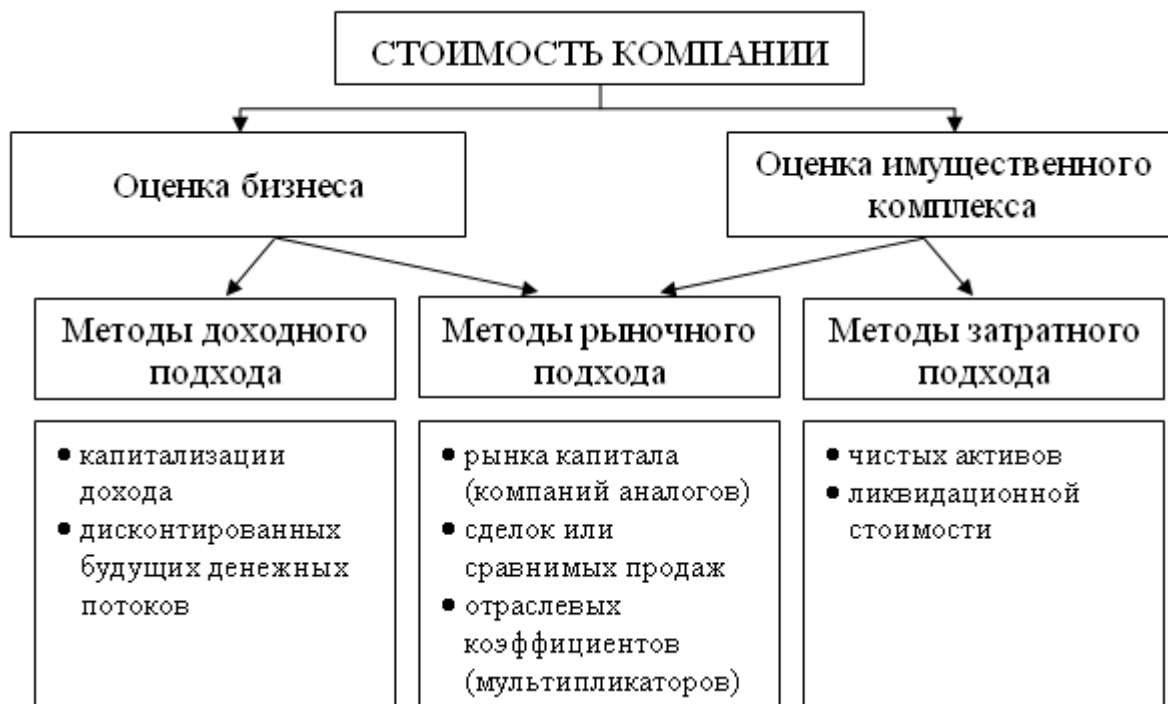 СТОИМОСТЬ КОМПАНИИ
Оценка бизнеса
Оценка имущественного
комплекса
Методы доходного
подхода
Методы рыночного
подхода
Методы затратного
подхода
• капитализации
дохода
• дисконтированных
будущих денежных
потоков
• рынка капитала
(компаний аналогов)
• сделок или
сравнимых продаж
• отраслевых
коэффициентов
(мультипликаторов)
• чистых активов
• ликвидационной
стоимости